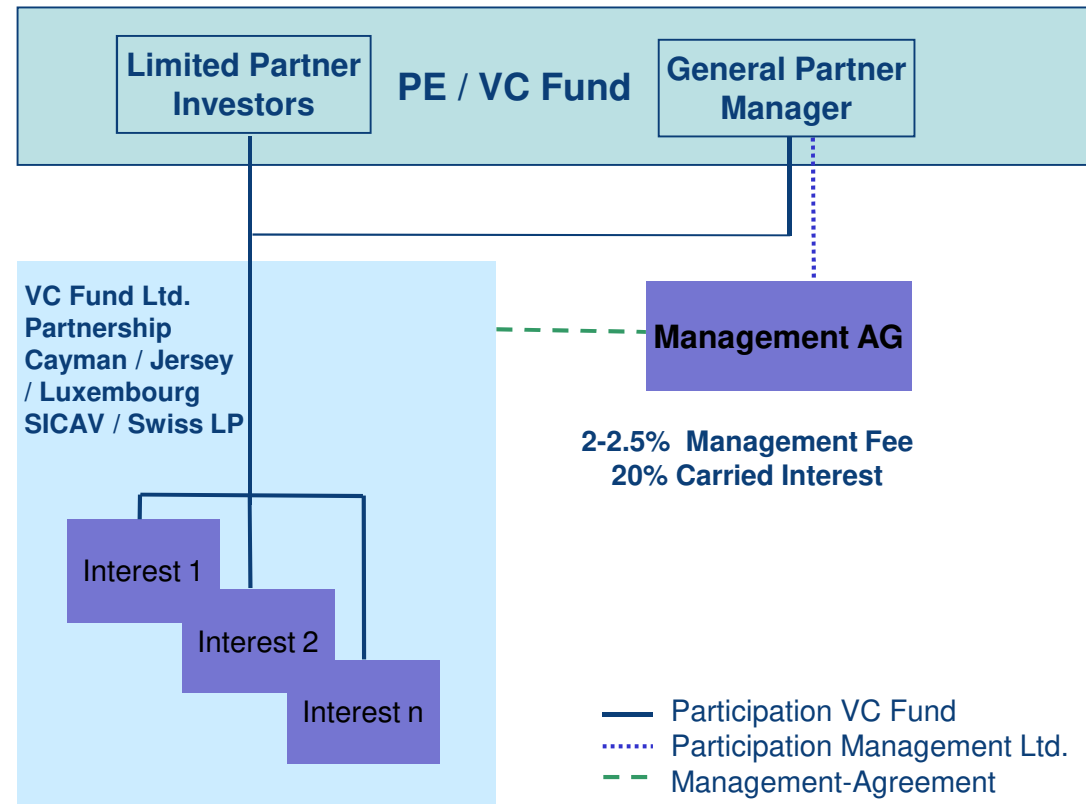 Limited Partner
Investors
PE / VC Fund
General Partner
Manager
VC Fund Ltd.
Partnership
Cayman / Jersey
/ Luxembourg
SICAV / Swiss LP
Management AG
2-2.5% Management Fee
20% Carried Interest
Interest 1
Interest 2
Interest n
Participation VC Fund
Participation Management Ltd.
Management-Agreement